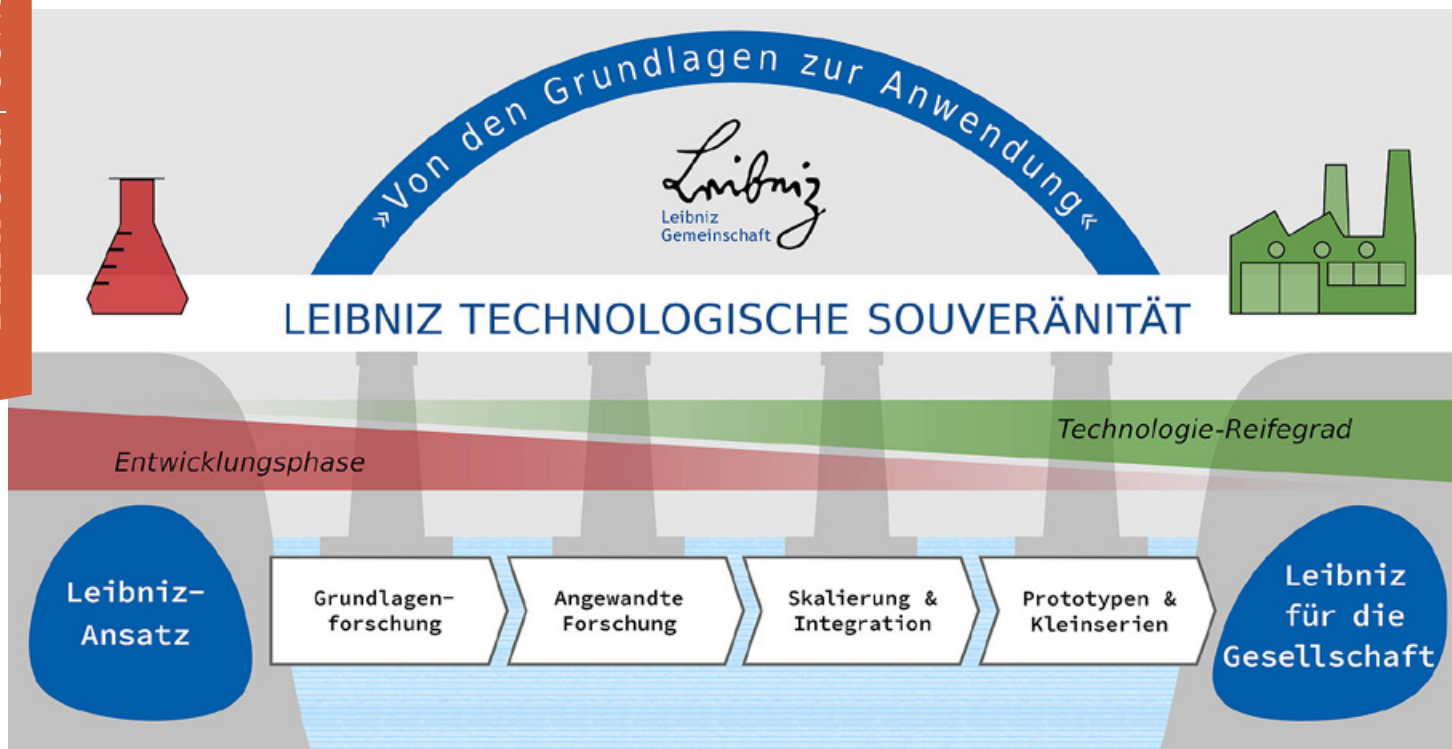 »Von den Grundlagen zur Anwendung«
Leibniz
Leibniz
Gemeinschaft
LEIBNIZ TECHNOLOGISCHE SOUVERÄNITÄT
Technologie-Reifegrad
Entwicklungsphase
Leibniz-
Ansatz
Grundlagen-
forschung
Angewandte
Forschung
Skalierung &
Integration
Prototypen &
Kleinserien
Leibniz
für die
Gesellschaft